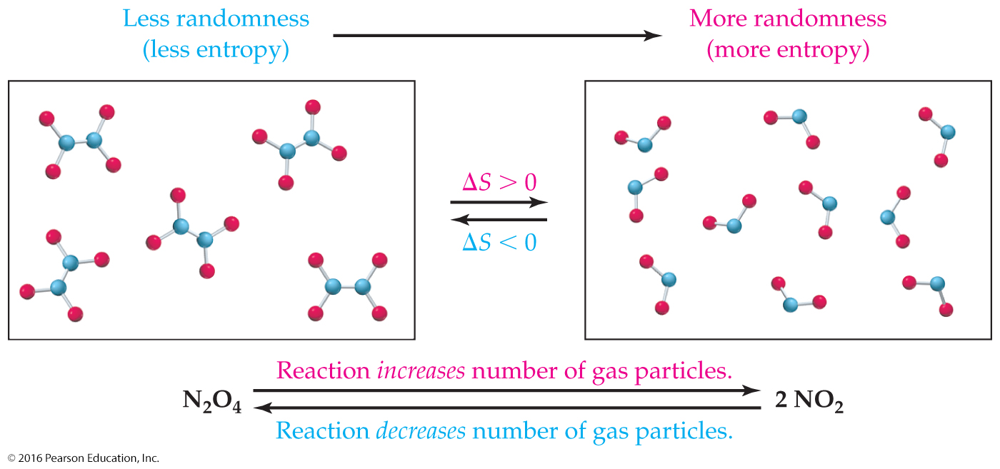 Less randomness
(less entropy)
More randomness
(more entropy)
ΔS > 0
ΔS < 0
Reaction increases number of gas particles.
N₂O₄
2 NO₂
Reaction decreases number of gas particles.
© 2016 Pearson Education, Inc.